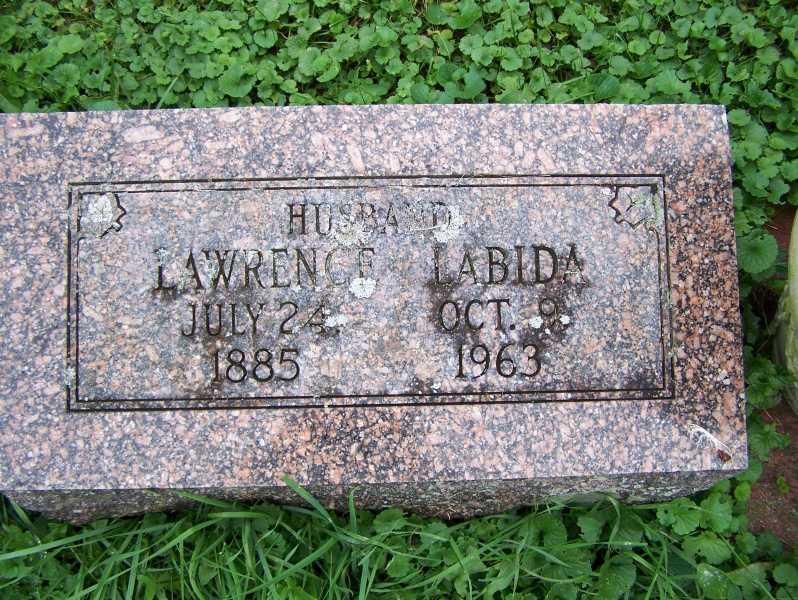 HUSBAND
LAWRENCE LABIDA
JULY 24, OCT. 9,
1885 1963